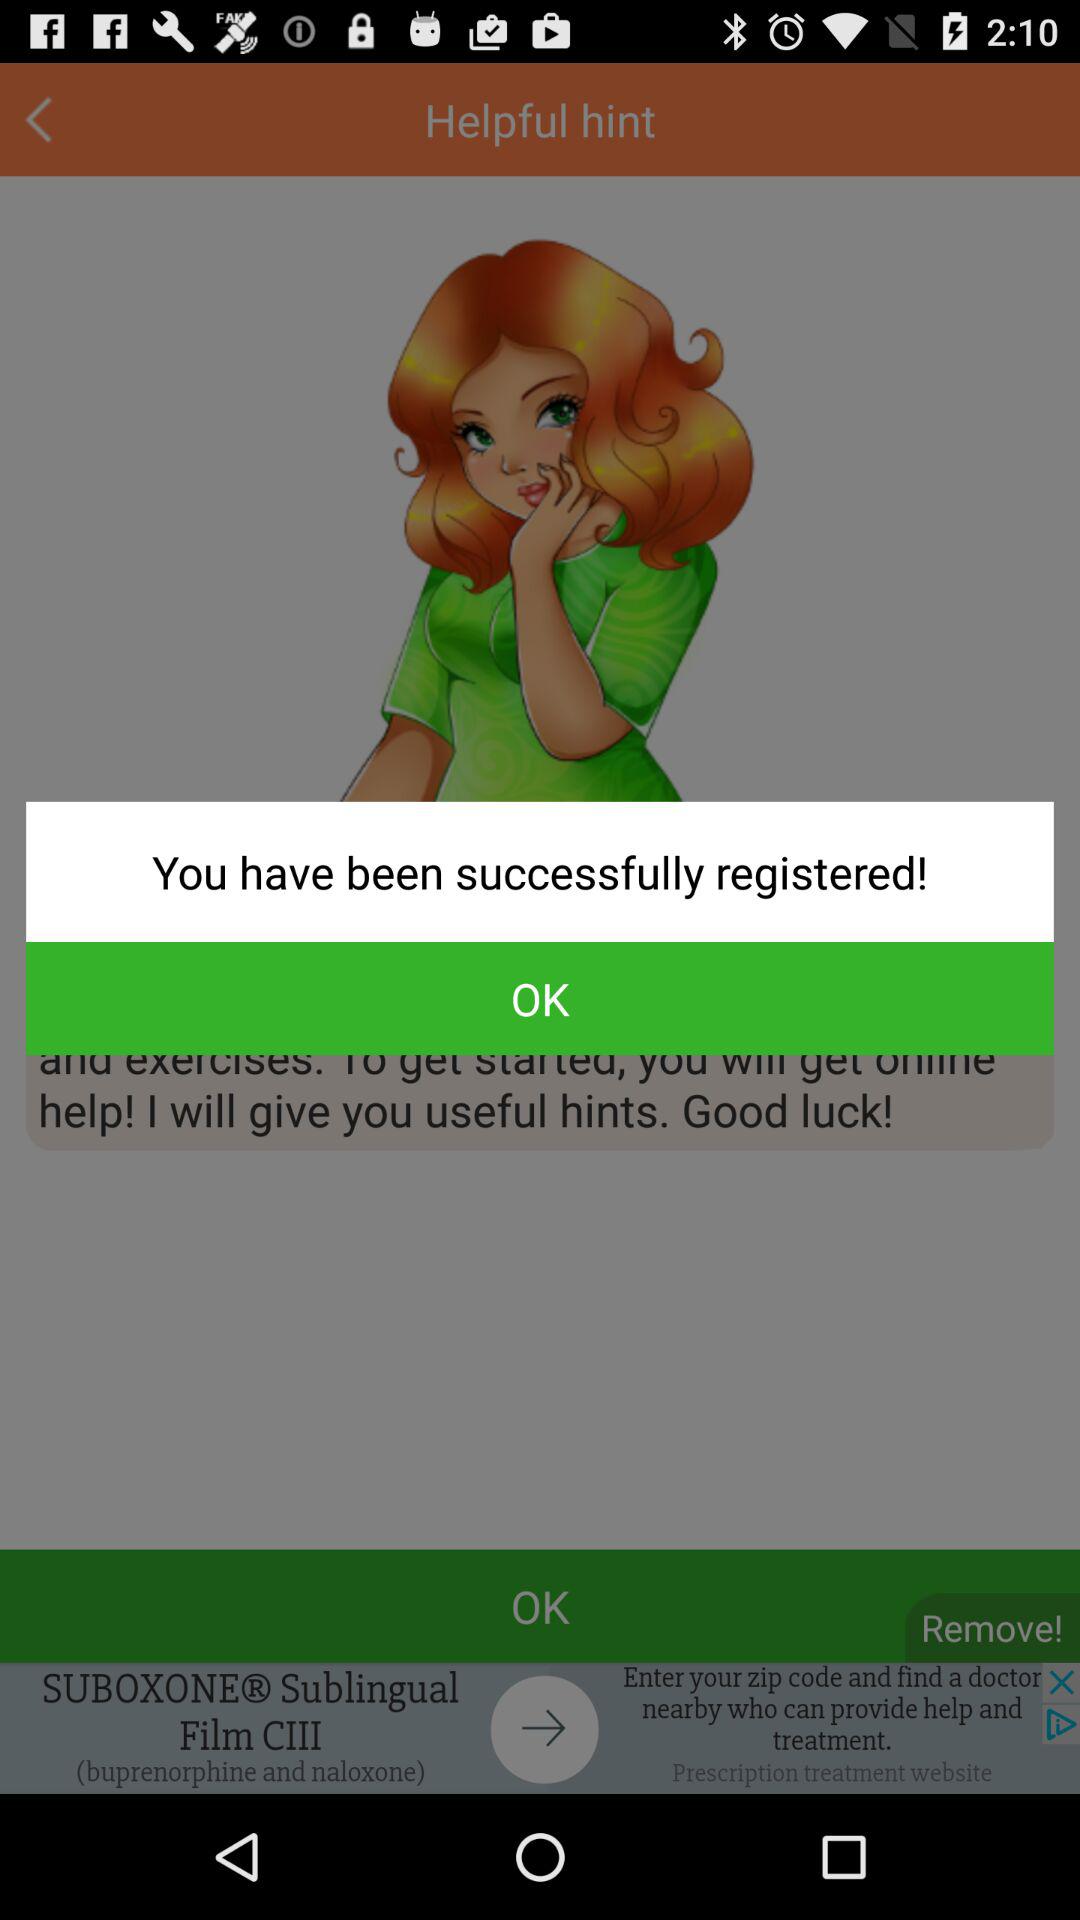 FAKE
2:10
Helpful hint
You have been successfully registered!
OK
and exercises. To get started, you will get online
help! I will give you useful hints. Good luck!
OK
Remove!
SUBOXONE® Sublingual
Film CIII
(buprenorphine and naloxone)
Enter your zip code and find a doctor
nearby who can provide help and
treatment.
Prescription treatment website